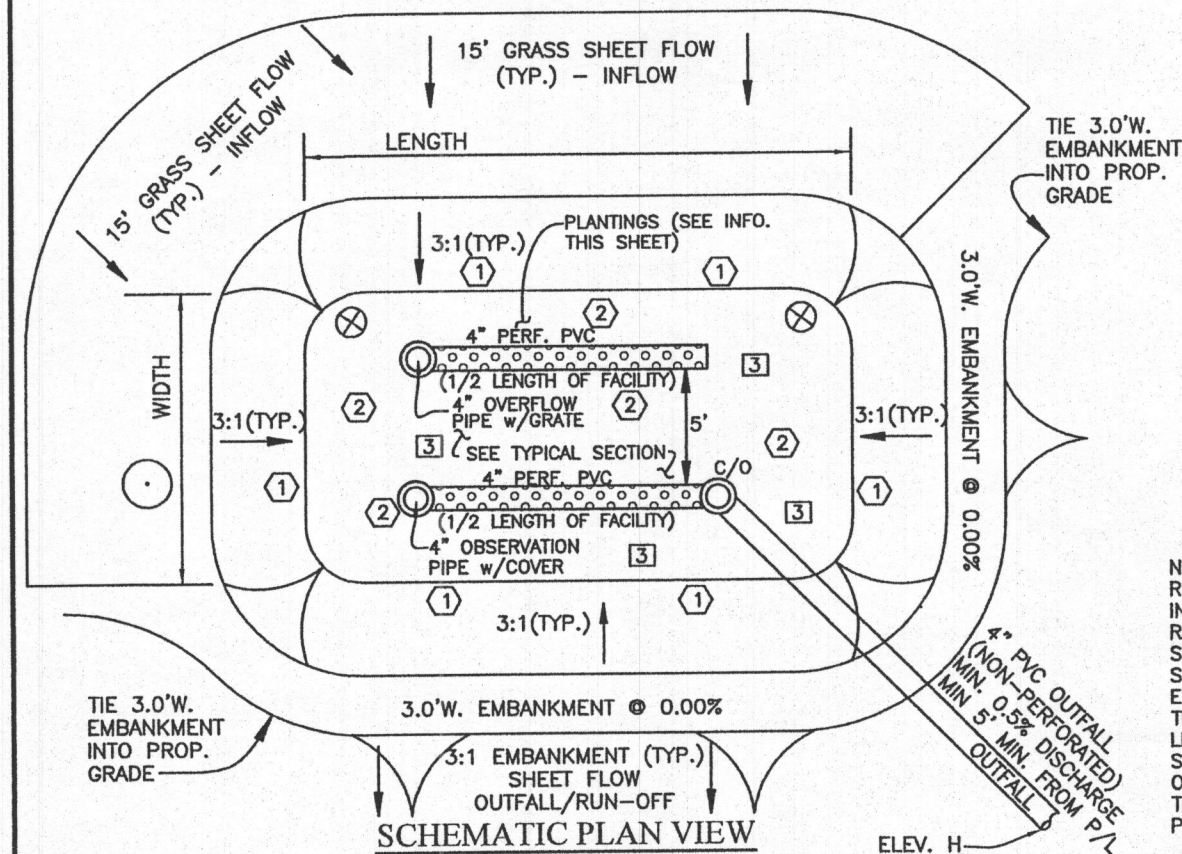 15' GRASS SHEET FLOW
(TYP.) - INFLOW
15' GRASS SHEET FLOW
(TYP.) - INFLOW
TIE 3.0'W.
EMBANKMENT
INTO PROP.
GRADE
LENGTH
PLANTINGS (SEE INFO.
THIS SHEET)
3:1(TYP.)
1
1
2
4" PERF. PVC
3
(1/2 LENGTH OF FACILITY)
WIDTH
2
4" OVERFLOW
PIPE w/GRATE
2
5'
3:1(TYP.)
3:1(TYP.)
3
SEE TYPICAL SECTION
2
C/O
4" PERF. PVC
1
1
2
3
(1/2 LENGTH OF FACILITY)
4" OBSERVATION
PIPE w/COVER
3
1
1
3:1(TYP.)
3.0'W. EMBANKMENT @ 0.00%
3.0'W. EMBANKMENT @ 0.00%
4" PVC OUTFALL
(NON-PERFORATED)
MIN. 0.5% DISCHARGE
MIN 5' MIN. FROM P/L
OUTFALL
TIE 3.0'W.
EMBANKMENT
INTO PROP.
GRADE
3:1 EMBANKMENT (TYP.)
SHEET FLOW
OUTFALL/RUN-OFF
SCHEMATIC PLAN VIEW
ELEV. H
N
R
IN
R
S
S
E
T
L
S
O
T
P